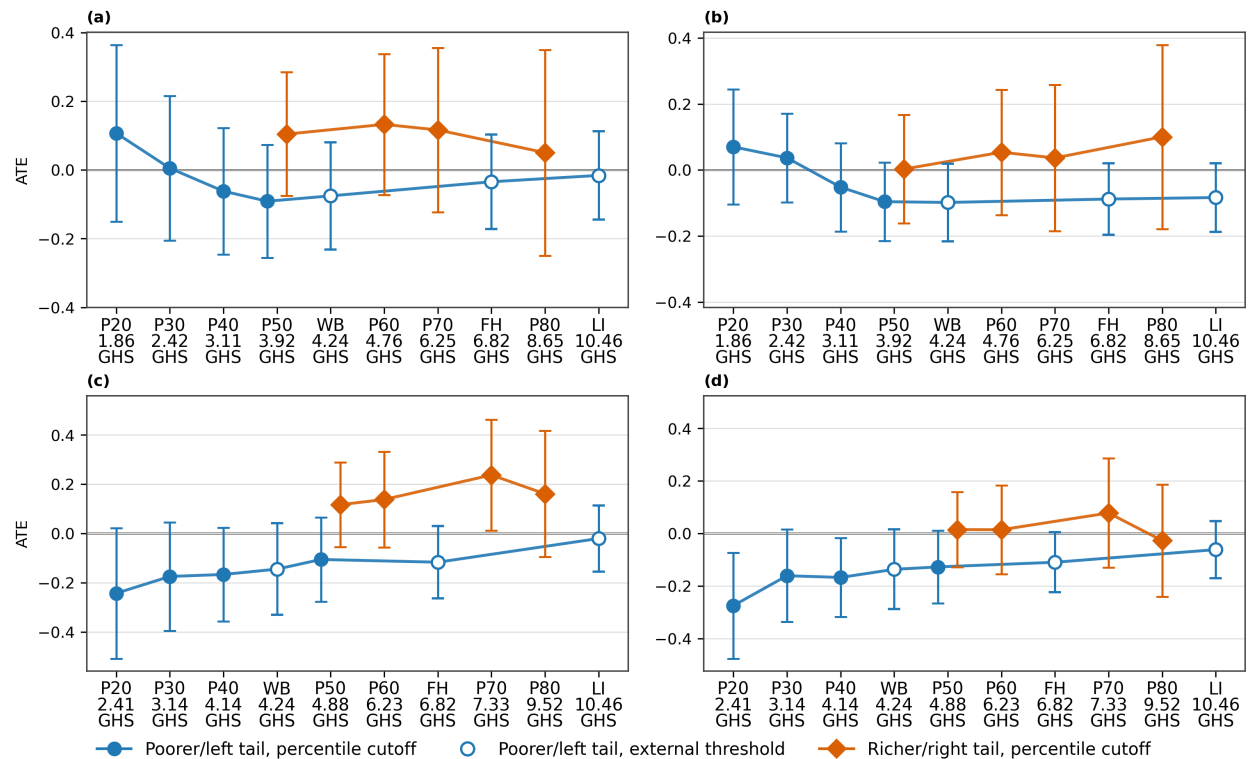 (a)
0.4
0.2
0.0
−0.2
−0.4
ATE
P20 P30 P40 P50 WB P60 P70 FH P80 LI
1.86 2.42 3.11 3.92 4.24 4.76 6.25 6.82 8.65 10.46
GHS GHS GHS GHS GHS GHS GHS GHS GHS GHS
(b)
0.4
0.2
0.0
−0.2
−0.4
P20 P30 P40 P50 WB P60 P70 FH P80 LI
1.86 2.42 3.11 3.92 4.24 4.76 6.25 6.82 8.65 10.46
GHS GHS GHS GHS GHS GHS GHS GHS GHS GHS
(c)
0.4
0.2
0.0
−0.2
−0.4
ATE
P20 P30 P40 WB P50 P60 FH P70 P80 LI
2.41 3.14 4.14 4.24 4.88 6.23 6.82 7.33 9.52 10.46
GHS GHS GHS GHS GHS GHS GHS GHS GHS GHS
(d)
0.4
0.2
0.0
−0.2
−0.4
P20 P30 P40 WB P50 P60 FH P70 P80 LI
2.41 3.14 4.14 4.24 4.88 6.23 6.82 7.33 9.52 10.46
GHS GHS GHS GHS GHS GHS GHS GHS GHS GHS
Poorer/left tail, percentile cutoff Poorer/left tail, external threshold Richer/right tail, percentile cutoff